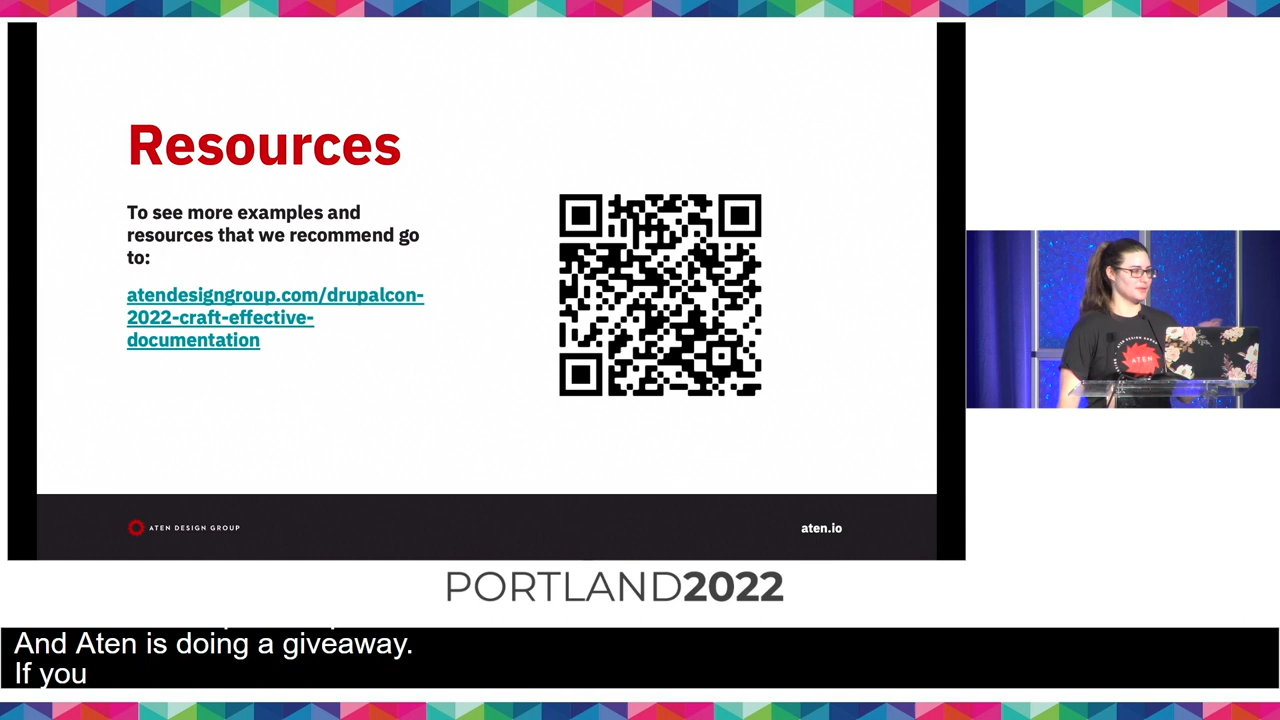 Resources
To see more examples and
resources that we recommend go
to:
atendesigngroup.com/drupalcon-
2022-craft-effective-
documentation
ATEN DESIGN GROUP
aten.io
ATEN
PORTLAND2022
And Aten is doing a giveaway.
If you